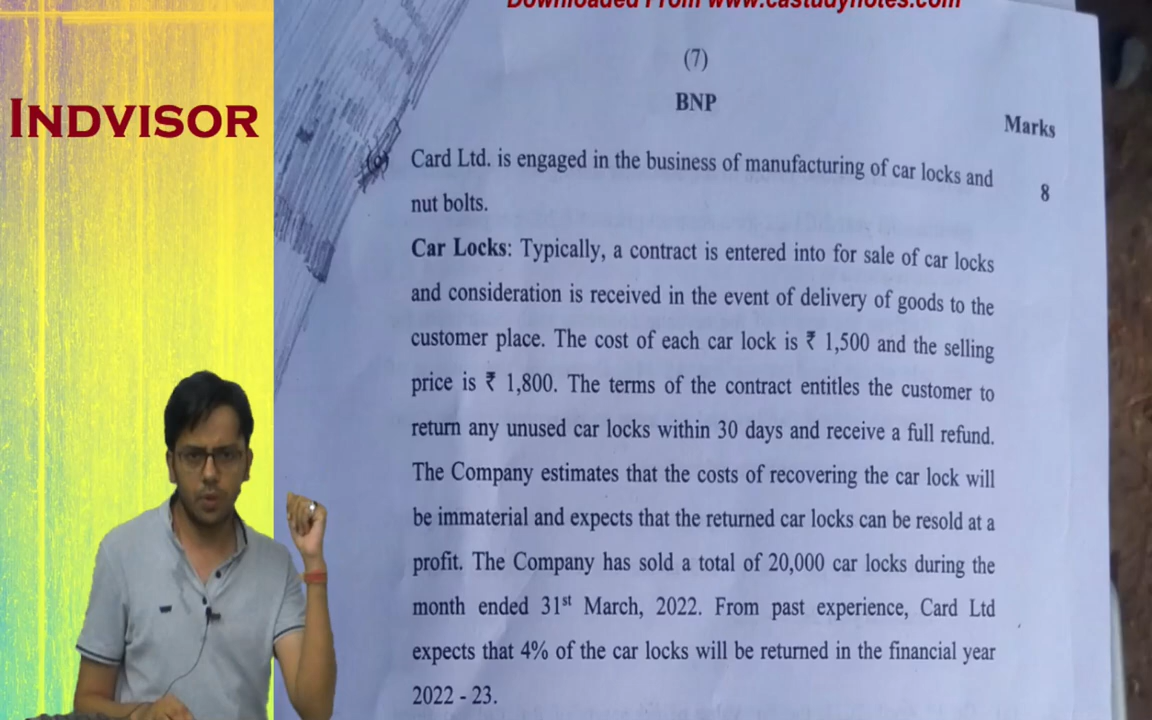 Downloaded From www.castudynotes.com
INDVISOR
(7)
BNP
Marks
Card Ltd. is engaged in the business of manufacturing of car locks and
8
nut bolts.
Car Locks: Typically, a contract is entered into for sale of car locks
and consideration is received in the event of delivery of goods to the
customer place. The cost of each car lock is ₹ 1,500 and the selling
price is ₹ 1,800. The terms of the contract entitles the customer to
return any unused car locks within 30 days and receive a full refund.
The Company estimates that the costs of recovering the car lock will
be immaterial and expects that the returned car locks can be resold at a
profit. The Company has sold a total of 20,000 car locks during the
month ended 31st March, 2022. From past experience, Card Ltd
expects that 4% of the car locks will be returned in the financial year
2022 - 23.